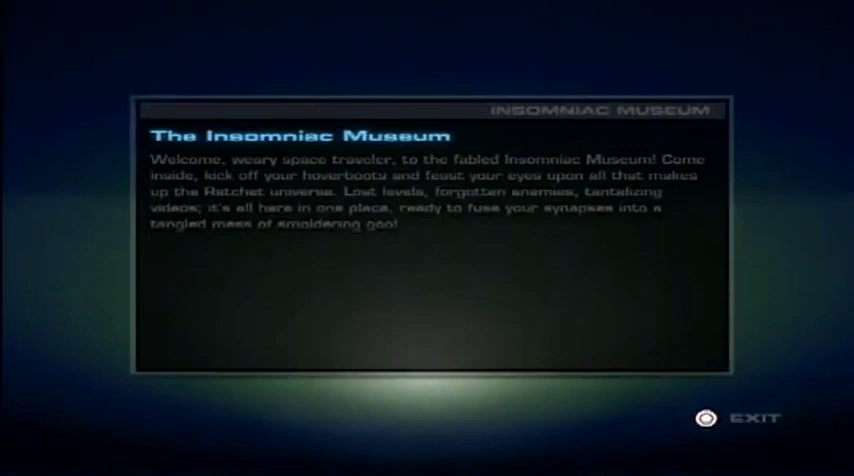 INSOMNIAC MUSEUM
The Insomniac Museum
Welcome, weary space traveler, to the fabled Insomniac Museum! Come
inside, kick off your hoverboots and feast your eyes upon all that makes
up the Ratchet universe. Lost levels, forgotten enemies, tantalizing
videos; it's all here in one place, ready to fuse your synapses into a
tangled mess of smoldering goo!
EXIT